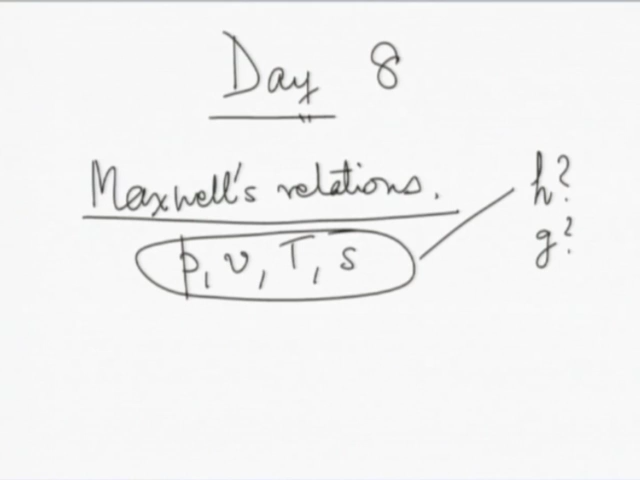 Day 8
Maxwell's relations.
p, v, T, s
h?
g?